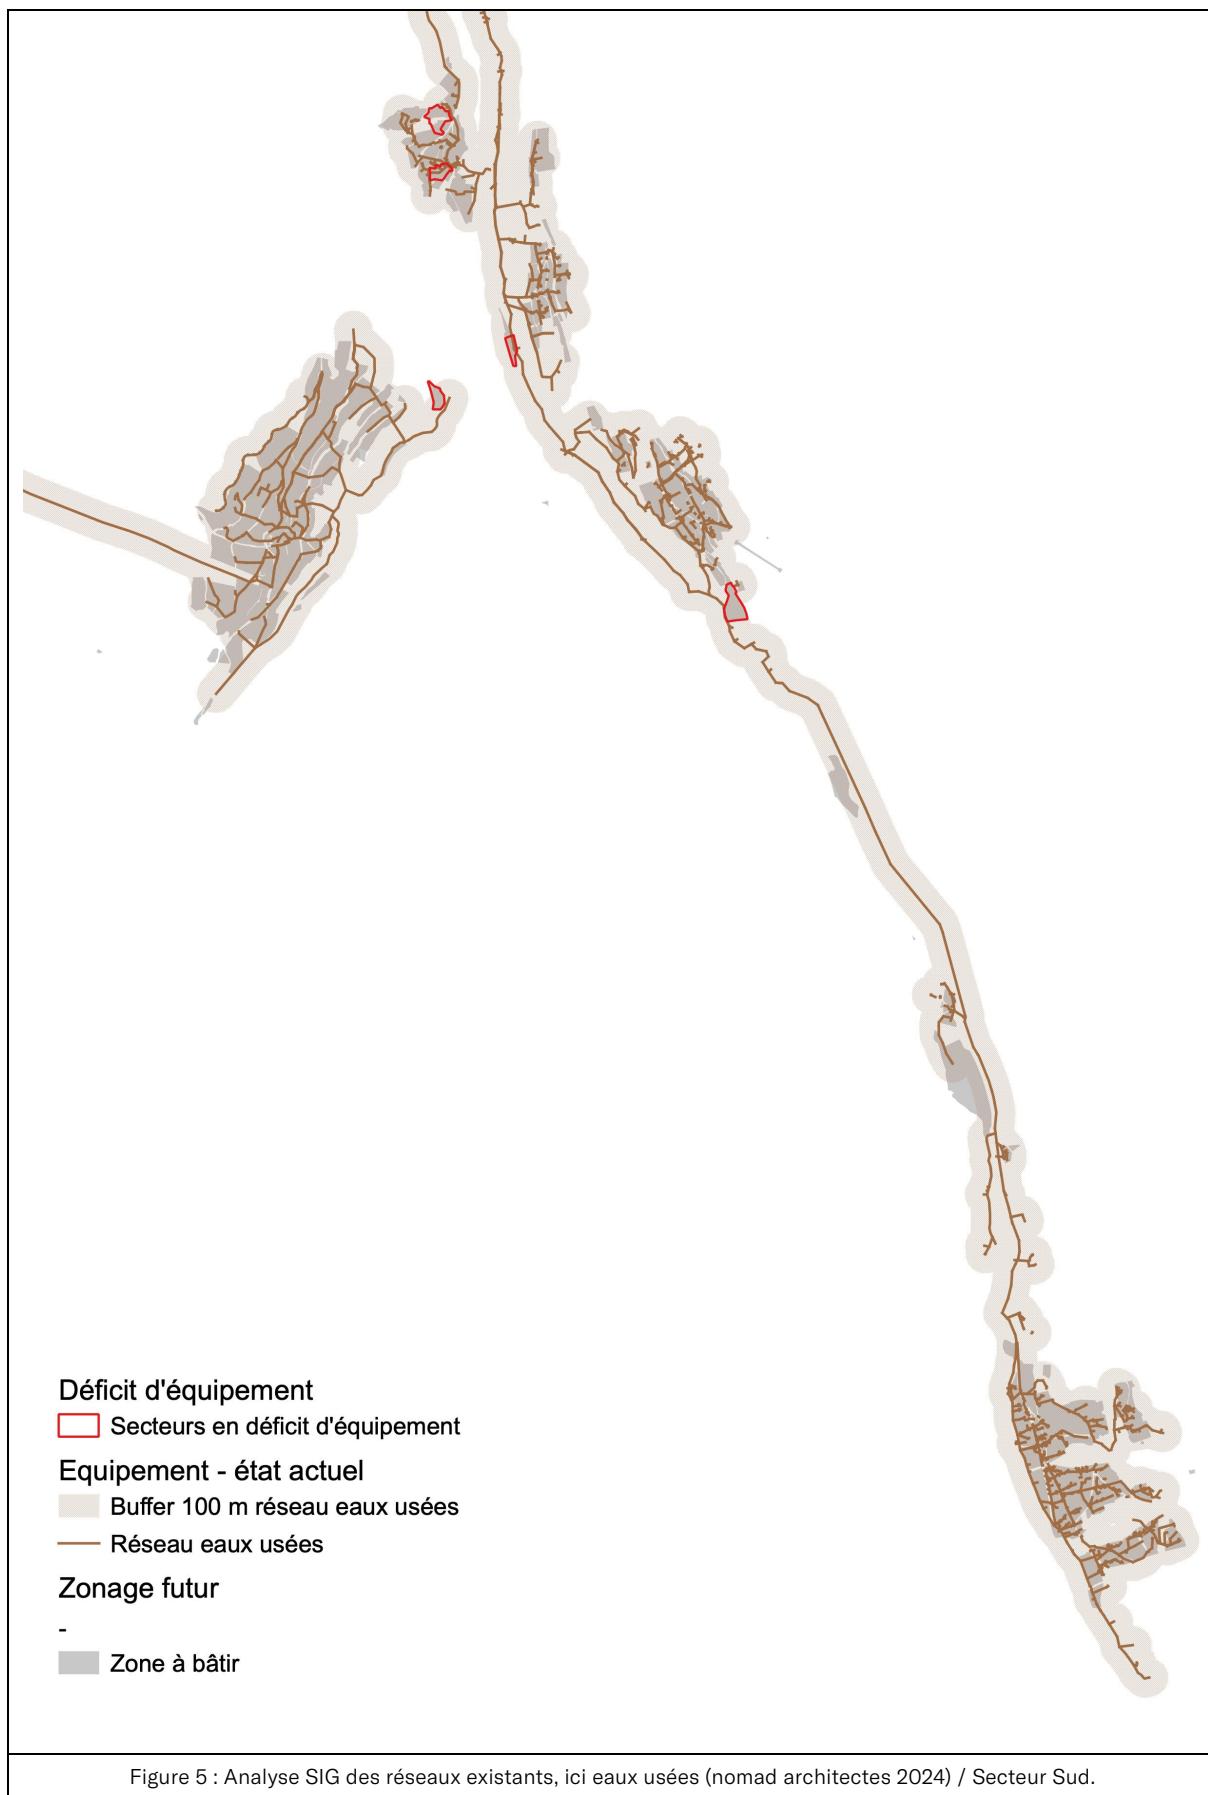 Déficit d'équipement
Secteurs en déficit d'équipement
Equipement - état actuel
Buffer 100 m réseau eaux usées
Réseau eaux usées
Zonage futur
-
Zone à bâtir
Figure 5 : Analyse SIG des réseaux existants, ici eaux usées (nomad architectes 2024) / Secteur Sud.